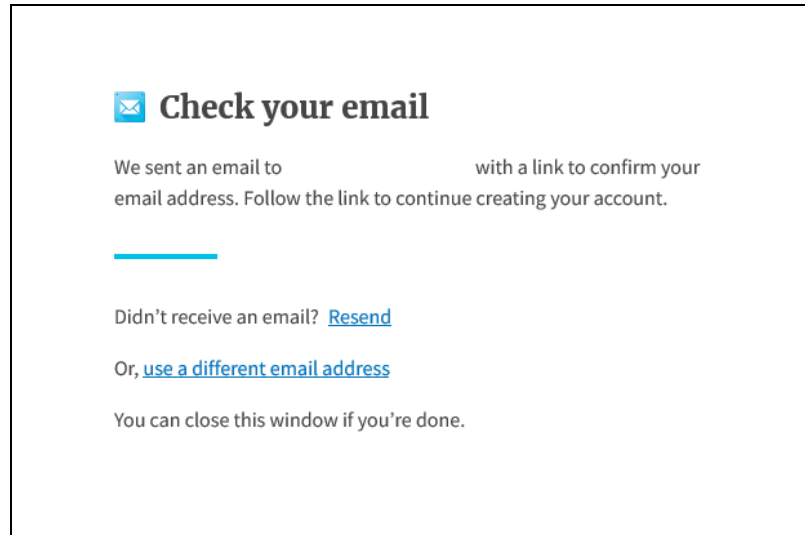 Check your email
We sent an email to with a link to confirm your
email address. Follow the link to continue creating your account.
Didn’t receive an email? Resend
Or, use a different email address
You can close this window if you’re done.